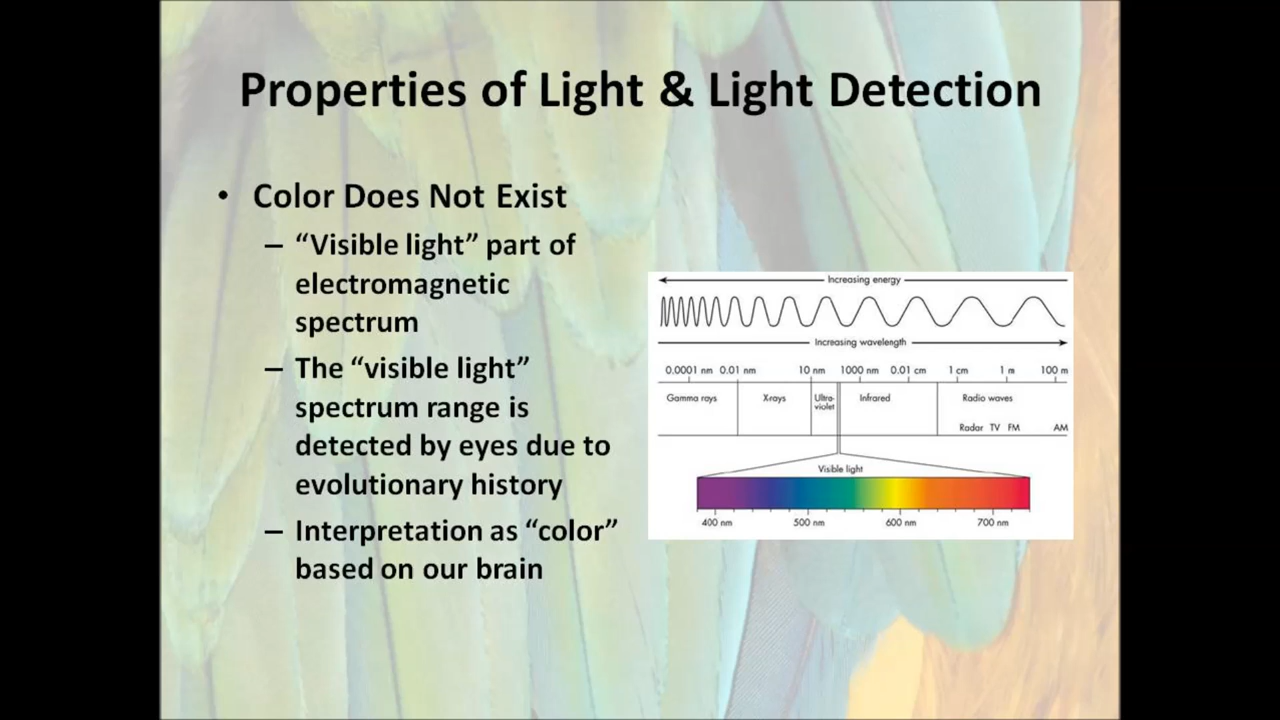 Properties of Light & Light Detection
• Color Does Not Exist
– “Visible light” part of
electromagnetic
spectrum
– The “visible light”
spectrum range is
detected by eyes due to
evolutionary history
– Interpretation as “color”
based on our brain
Increasing energy
Increasing wavelength
0.0001 nm 0.01 nm 10 nm 1000 nm 0.01 cm 1 cm 1 m 100 m
Gamma rays X-rays Ultra-
violet Infrared Radio waves
Radar TV FM AM
Visible light
400 nm 500 nm 600 nm 700 nm